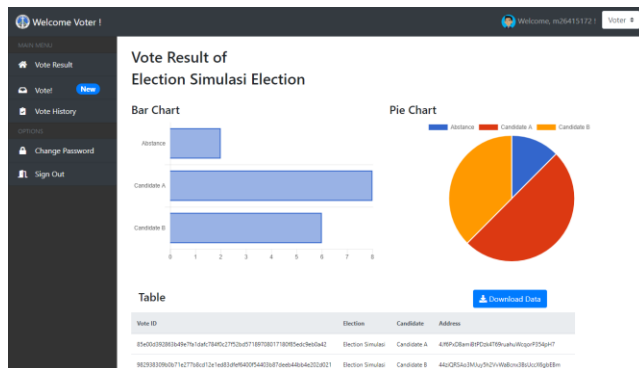 Welcome Voter !
Welcome, m26415172 !
Voter
MAIN MENU
Vote Result
Vote!
New
Vote History
OPTIONS
Change Password
Sign Out
Vote Result of
Election Simulasi Election
Bar Chart
Abstance
Candidate A
Candidate B
0 1 2 3 4 5 6 7 8
Pie Chart
Abstance Candidate A Candidate B
Table
Download Data
Vote ID Election Candidate Address
Election Simulasi Candidate A
Election Simulasi Candidate B